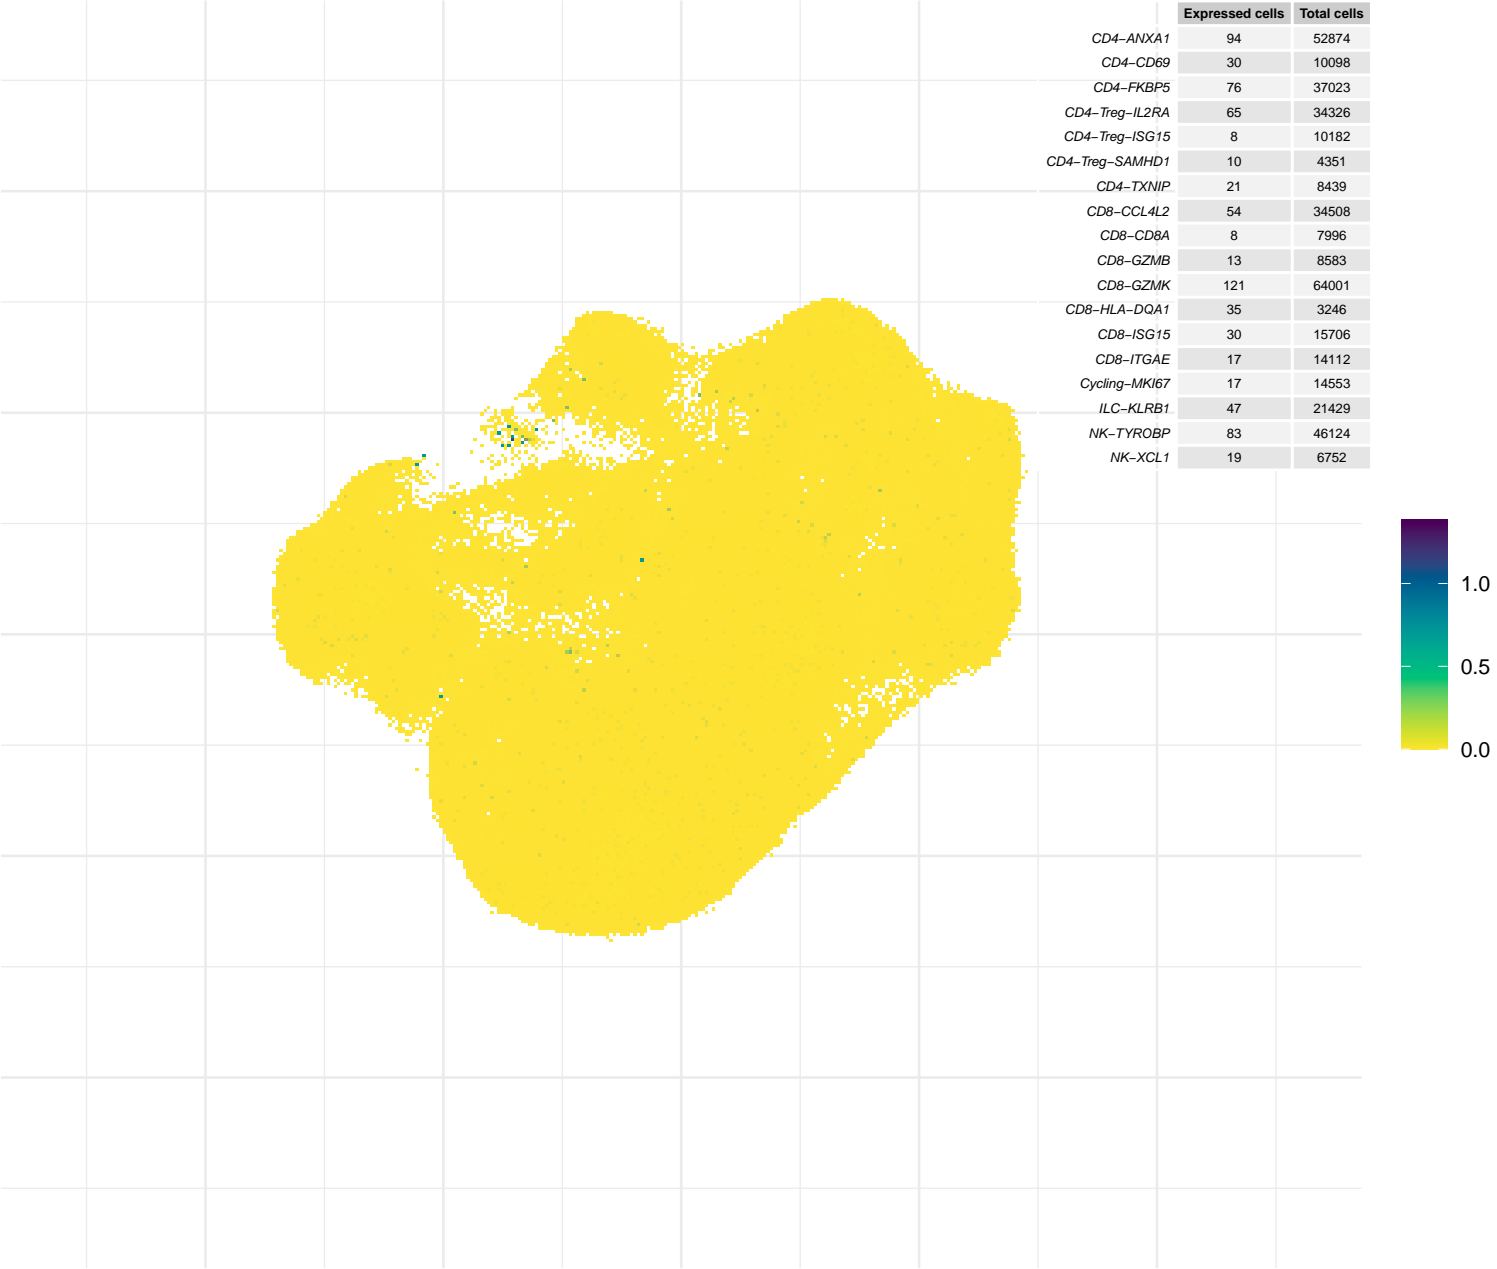 Expressed cells Total cells
CD4−ANXA1 94 52874
CD4−CD69 30 10098
CD4−FKBP5 76 37023
CD4−Treg−IL2RA 65 34326
CD4−Treg−ISG15 8 10182
CD4−Treg−SAMHD1 10 4351
CD4−TXNIP 21 8439
CD8−CCL4L2 54 34508
CD8−CD8A 8 7996
CD8−GZMB 13 8583
CD8−GZMK 121 64001
CD8−HLA−DQA1 35 3246
CD8−ISG15 30 15706
CD8−ITGAE 17 14112
Cycling−MKI67 17 14553
ILC−KLRB1 47 21429
NK−TYROBP 83 46124
NK−XCL1 19 6752
1.0
0.5
0.0